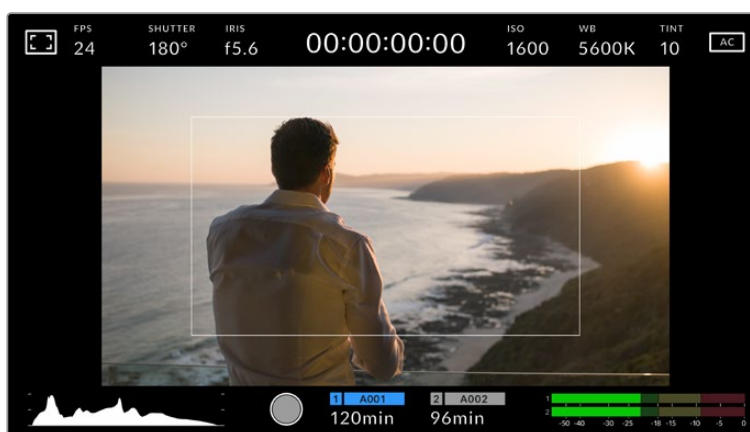 FPS SHUTTER IRIS ISO WB TINT
24 180° f5.6 00:00:00:00 1600 5600K 10 AC
1 A001 2 A002
120min 96min
1
2
-50 -40 -30 -25 -18 -15 -10 -5 0